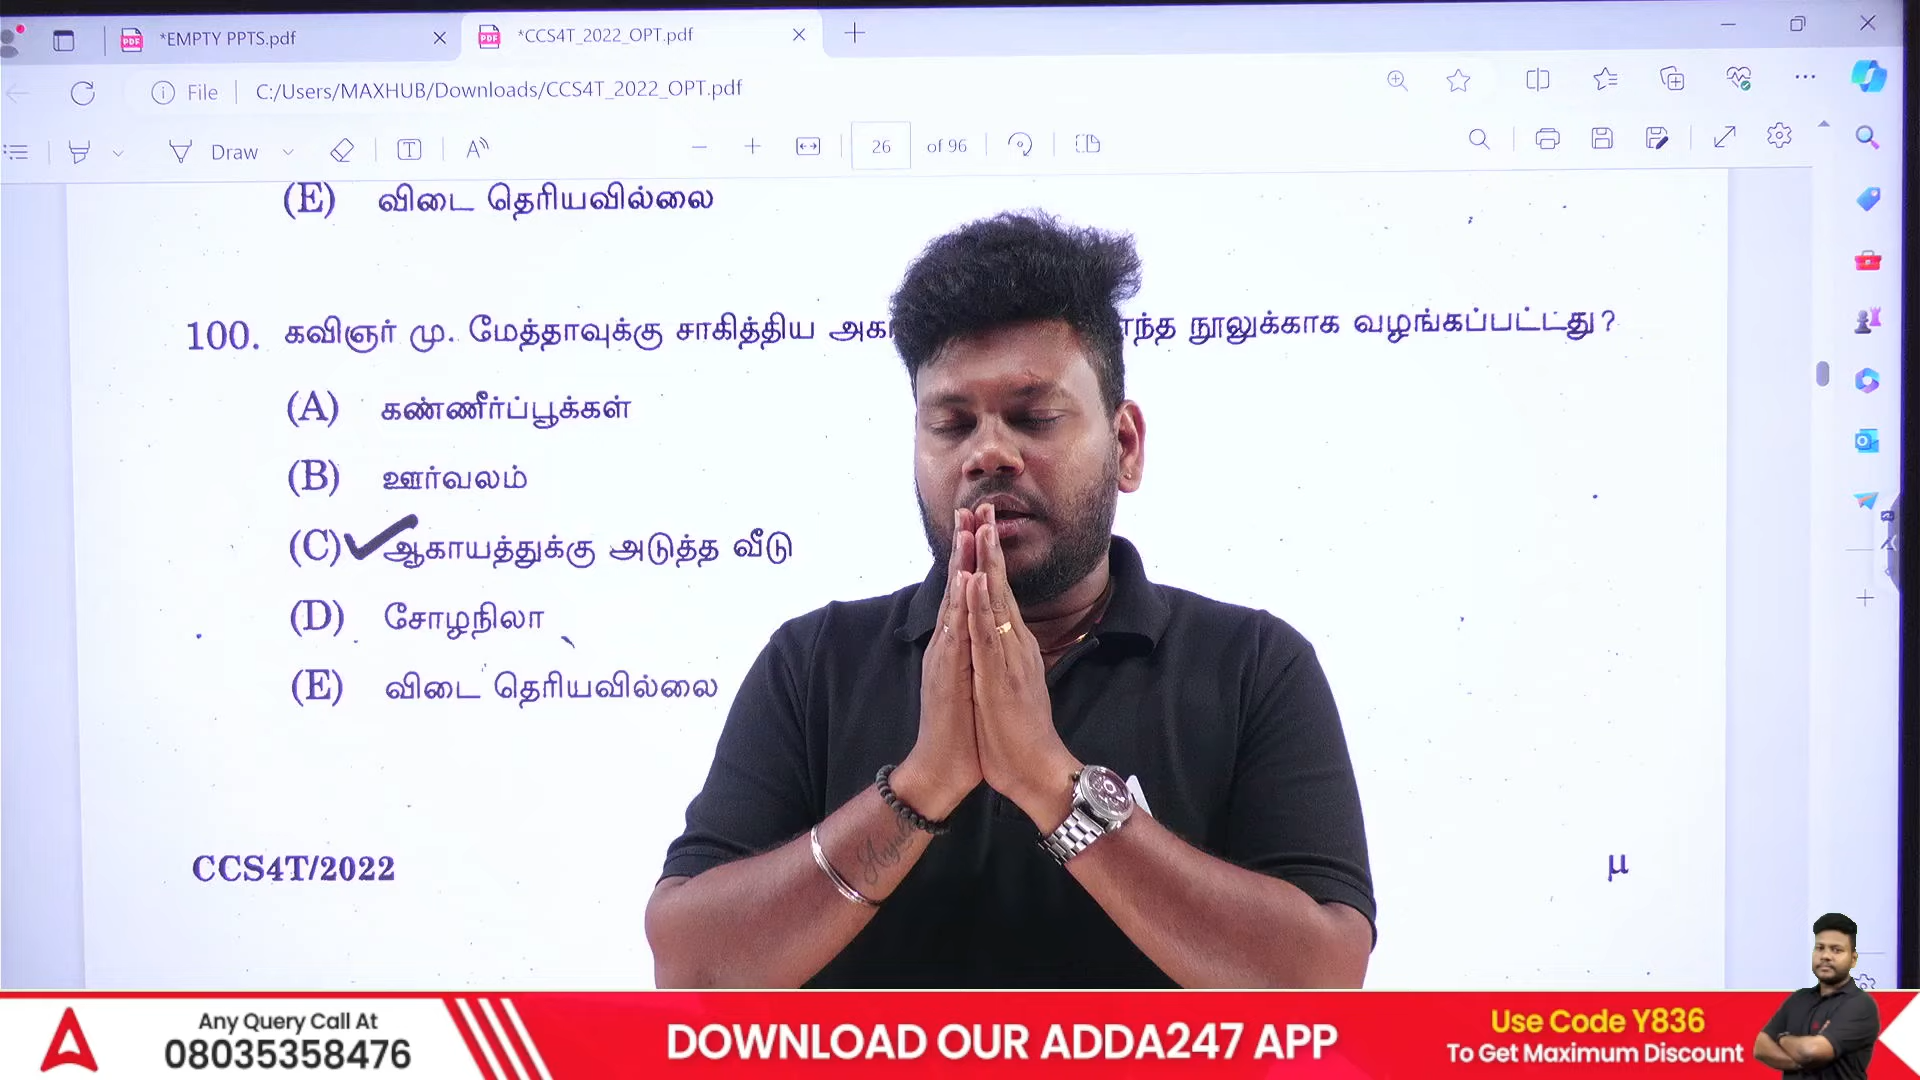 *EMPTY PPTS.pdf
*CCS4T_2022_OPT.pdf
File
C:/Users/MAXHUB/Downloads/CCS4T_2022_OPT.pdf
Draw
26 of 96
(E) விடை தெரியவில்லை
100. கவிஞர் மு. மேத்தாவுக்கு சாகித்திய நூலுக்காக வழங்கப்பட்டது?
(A) கண்ணீர்ப்பூக்கள்
(B) ஊர்வலம்
(C) ஆகாயத்துக்கு அடுத்த வீடு
(D) சோழநிலா
(E) விடை தெரியவில்லை
CCS4T/2022
μ
Any Query Call At
08035358476
DOWNLOAD OUR ADDA247 APP
Use Code Y836
To Get Maximum Discount